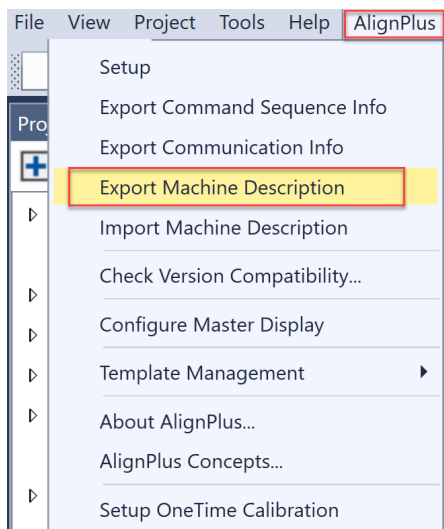 File View Project Tools Help AlignPlus
Setup
Export Command Sequence Info
Export Communication Info
Export Machine Description
Import Machine Description
Check Version Compatibility...
Configure Master Display
Template Management
About AlignPlus...
AlignPlus Concepts...
Setup OneTime Calibration